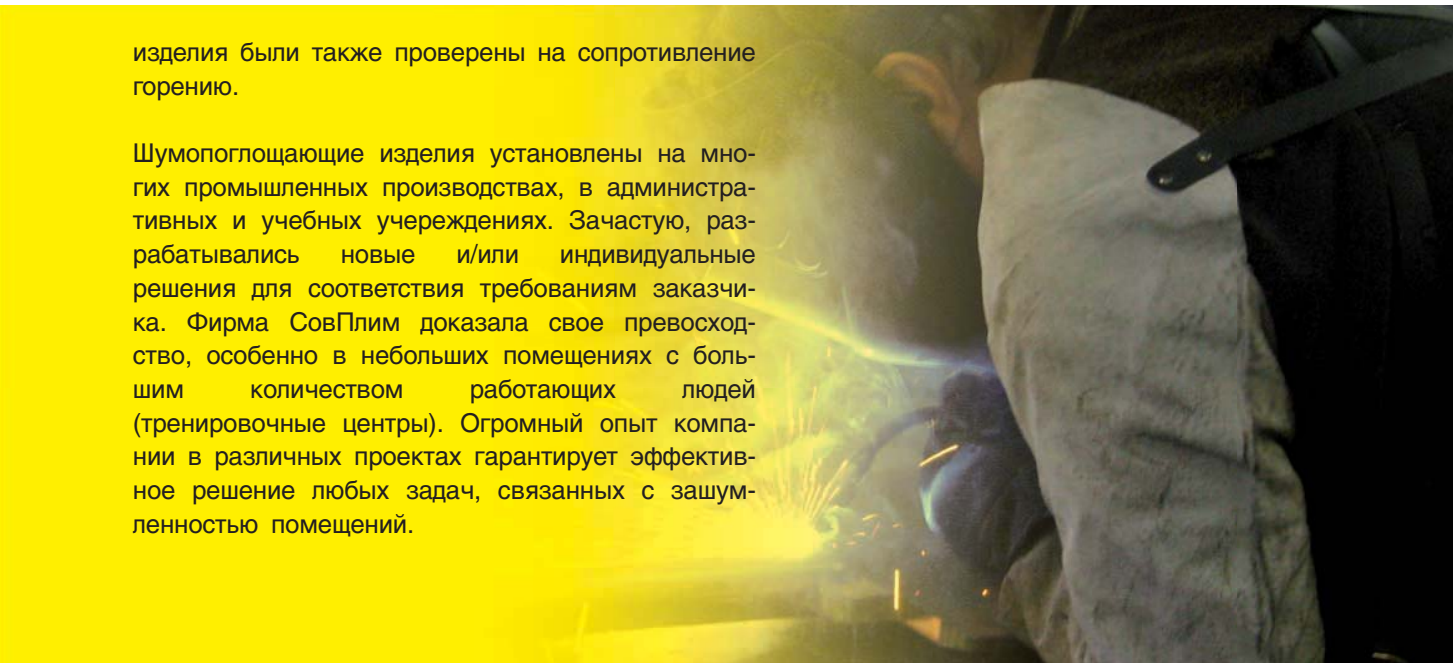 изделия были также проверены на сопротивление
горению.
Шумопоглощающие изделия установлены на мно-
гих промышленных производствах, в администра-
тивных и учебных учереждениях. Зачастую, раз-
рабатывались новые и/или индивидуальные
решения для соответствия требованиям заказчи-
ка. Фирма СовПлим доказала свое превосход-
ство, особенно в небольших помещениях с боль-
шим количеством работающих людей
(тренировочные центры). Огромный опыт компа-
нии в различных проектах гарантирует эффектив-
ное решение любых задач, связанных с зашум-
ленностью помещений.